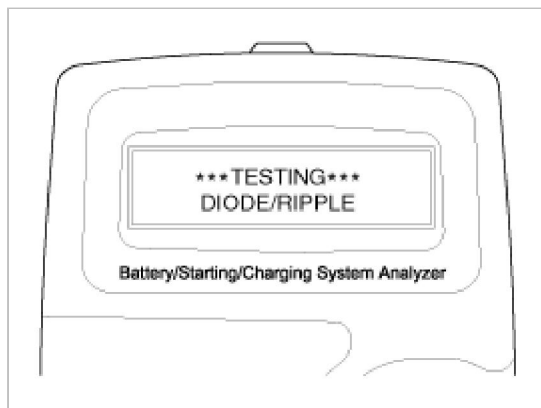 ***TESTING***
DIODE/RIPPLE
Battery/Starting/Charging System Analyzer